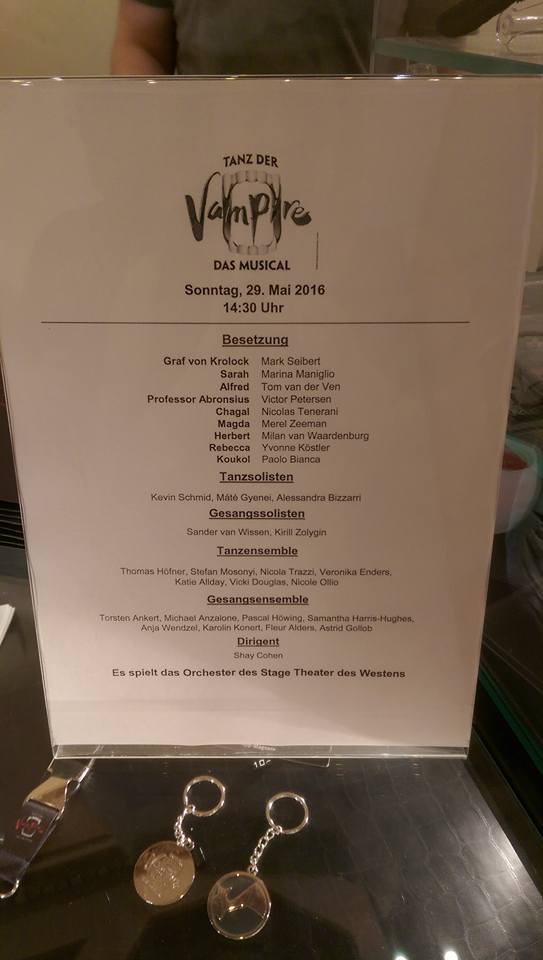 TANZ DER
Vampire
DAS MUSICAL
Sonntag, 29. Mai 2016
14:30 Uhr
Besetzung
Graf von Krolock Mark Seibert
Sarah Marina Maniglio
Alfred Tom van der Ven
Professor Abronsius Victor Petersen
Chagal Nicolas Tenerani
Magda Merel Zeeman
Herbert Milan van Waardenburg
Rebecca Yvonne Köstler
Koukol Paolo Bianca
Tanzsolisten
Kevin Schmid, Máté Gyenei, Alessandra Bizzarri
Gesangssolisten
Sander van Wissen, Kirill Zolygin
Tanzensemble
Thomas Höfner, Stefan Mosonyi, Nicola Trazzi, Veronika Enders,
Katie Allday, Vicki Douglas, Nicole Ollio
Gesangsensemble
Torsten Ankert, Michael Anzalone, Pascal Höwing, Samantha Harris-Hughes,
Anja Wendzel, Karolin Konert, Fleur Alders, Astrid Gollob
Dirigent
Shay Cohen
Es spielt das Orchester des Stage Theater des Westens